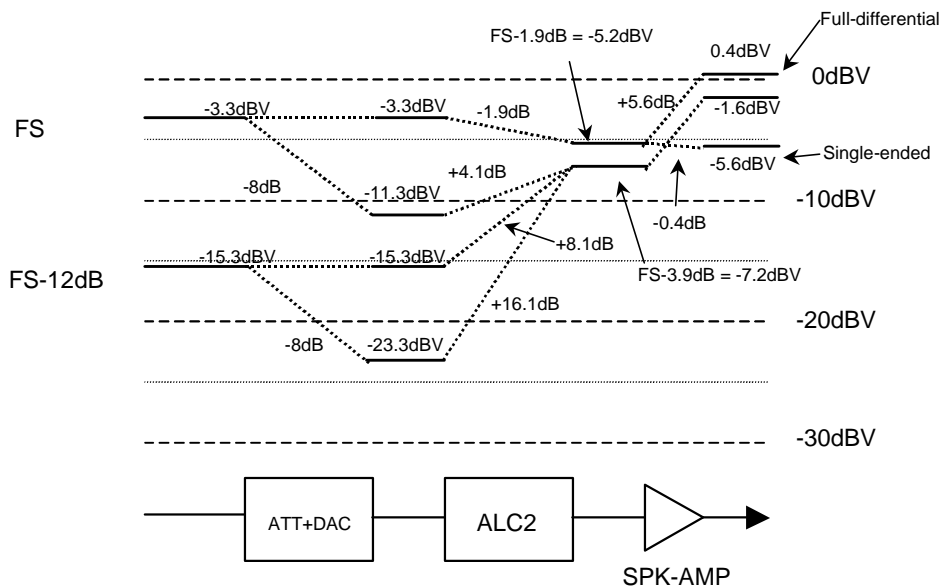 Full-differential
FS-1.9dB = -5.2dBV
0.4dBV
0dBV
-3.3dBV
-3.3dBV
-1.9dB
+5.6dB
-1.6dBV
FS
Single-ended
-5.6dBV
+4.1dB
-8dB
-11.3dBV
-10dBV
-0.4dB
+8.1dB
-15.3dBV
-15.3dBV
FS-12dB
FS-3.9dB = -7.2dBV
+16.1dB
-20dBV
-8dB
-23.3dBV
-30dBV
ATT+DAC
ALC2
SPK-AMP